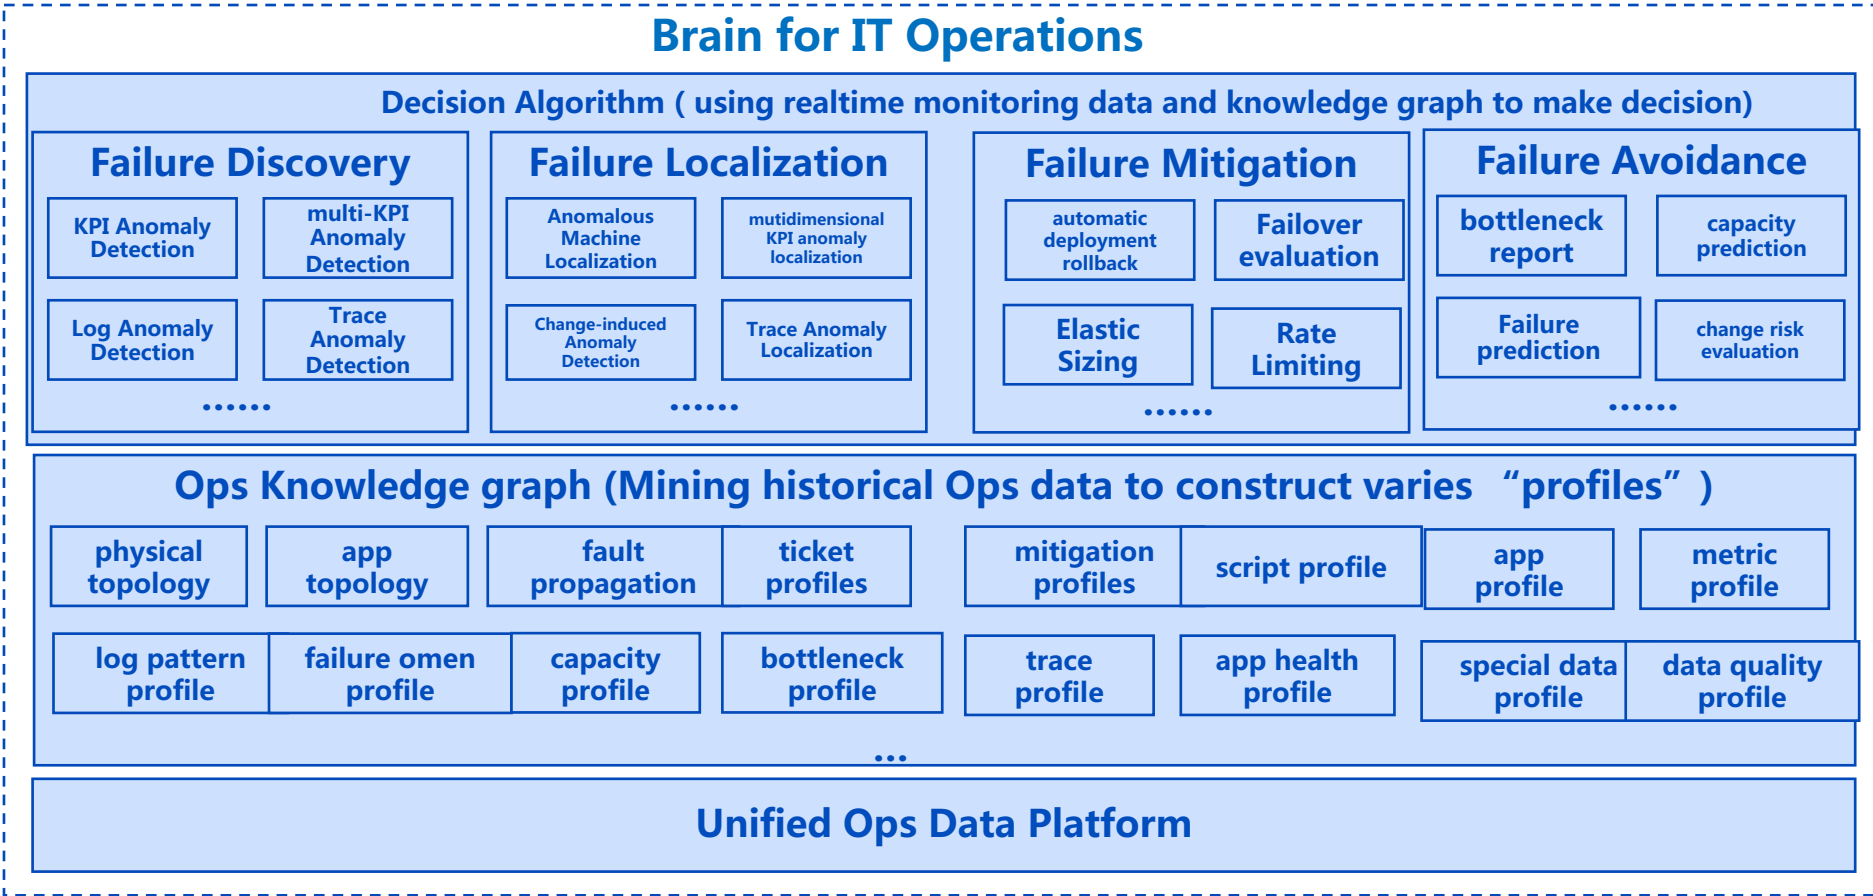 Brain for IT Operations
Decision Algorithm ( using realtime monitoring data and knowledge graph to make decision)
Failure Discovery
KPI Anomaly
Detection
multi-KPI
Anomaly
Detection
Log Anomaly
Detection
Trace
Anomaly
Detection
......
Failure Localization
Anomalous
Machine
Localization
mutidimensional
KPI anomaly
localization
Change-induced
Anomaly
Detection
Trace Anomaly
Localization
......
Failure Mitigation
automatic
deployment
rollback
Failover
evaluation
Elastic
Sizing
Rate
Limiting
......
Failure Avoidance
bottleneck
report
capacity
prediction
Failure
prediction
change risk
evaluation
......
Ops Knowledge graph (Mining historical Ops data to construct varies “profiles” )
physical
topology
app
topology
fault
propagation
ticket
profiles
mitigation
profiles
script profile
app
profile
metric
profile
log pattern
profile
failure omen
profile
capacity
profile
bottleneck
profile
trace
profile
app health
profile
special data
profile
data quality
profile
...
Unified Ops Data Platform